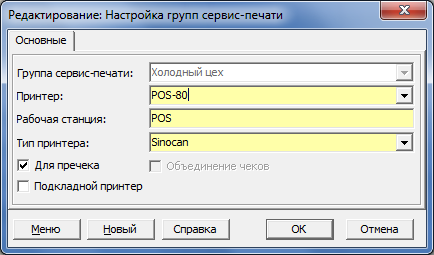 Редактирование: Настройка групп сервис-печати
Основные
Группа сервис-печати: Холодный цех
Принтер: POS-80
Рабочая станция: POS
Тип принтера: Sinocan
Для пречека Объединение чеков
Подкладной принтер
Меню Новый Справка OK Отмена